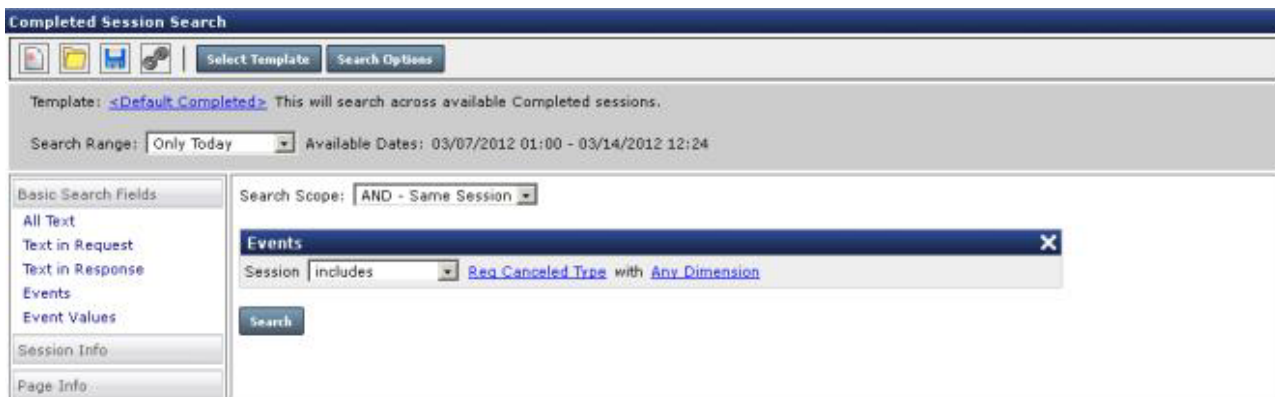 Completed Session Search
Select Template Search Options
Template: <Default Completed> This will search across available Completed sessions.
Search Range: Only Today Available Dates: 03/07/2012 01:00 - 03/14/2012 12:24
Basic Search Fields
All Text
Text in Request
Text in Response
Events
Event Values
Session Info
Page Info
Search Scope: AND - Same Session
Events
Session includes Req Canceled Type with Any Dimension
Search